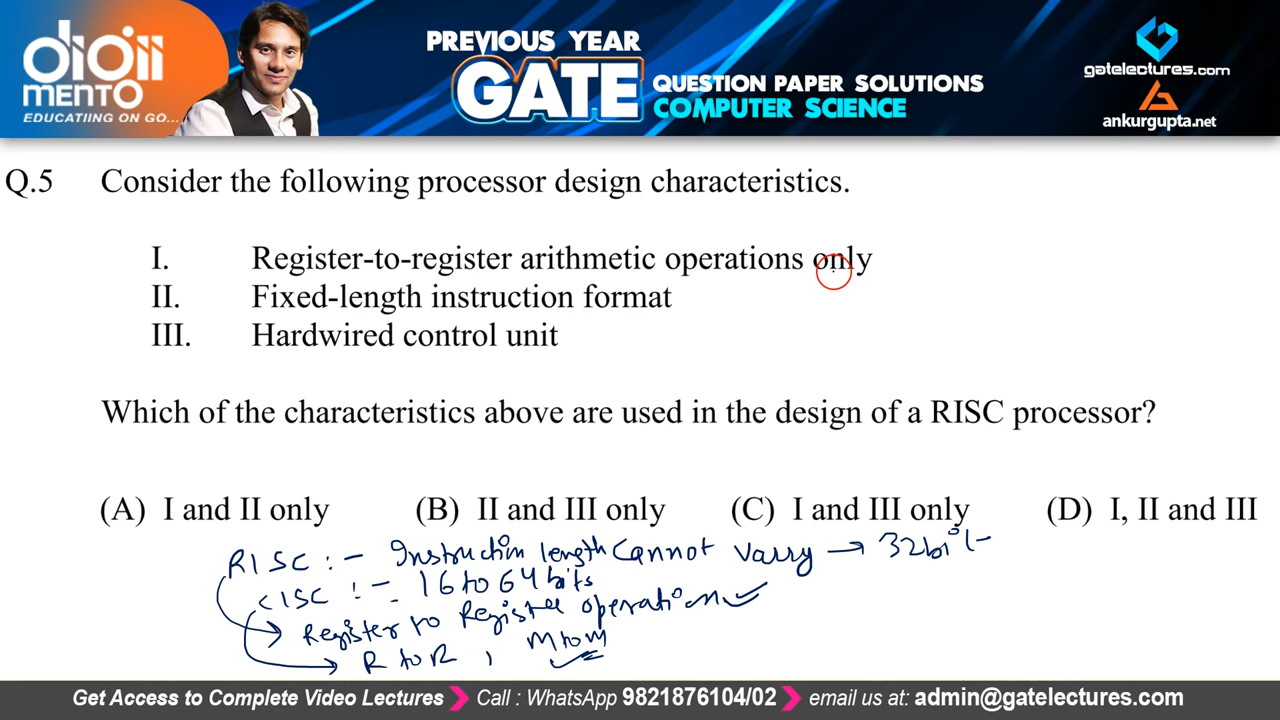 digii
MENTO
EDUCATIING ON GO...
PREVIOUS YEAR
GATE
QUESTION PAPER SOLUTIONS
COMPUTER SCIENCE
gatelectures.com
ankurgupta.net
Q.5 Consider the following processor design characteristics.
I. Register-to-register arithmetic operations only
II. Fixed-length instruction format
III. Hardwired control unit
Which of the characteristics above are used in the design of a RISC processor?
(A) I and II only (B) II and III only (C) I and III only (D) I, II and III
RISC :- Instruction length Cannot varry → 32 bit
CISC :- 16 to 64 bits
Register to Register operation ✓
R to R , M to M
Get Access to Complete Video Lectures Call : WhatsApp 9821876104/02 email us at: admin@gatelectures.com